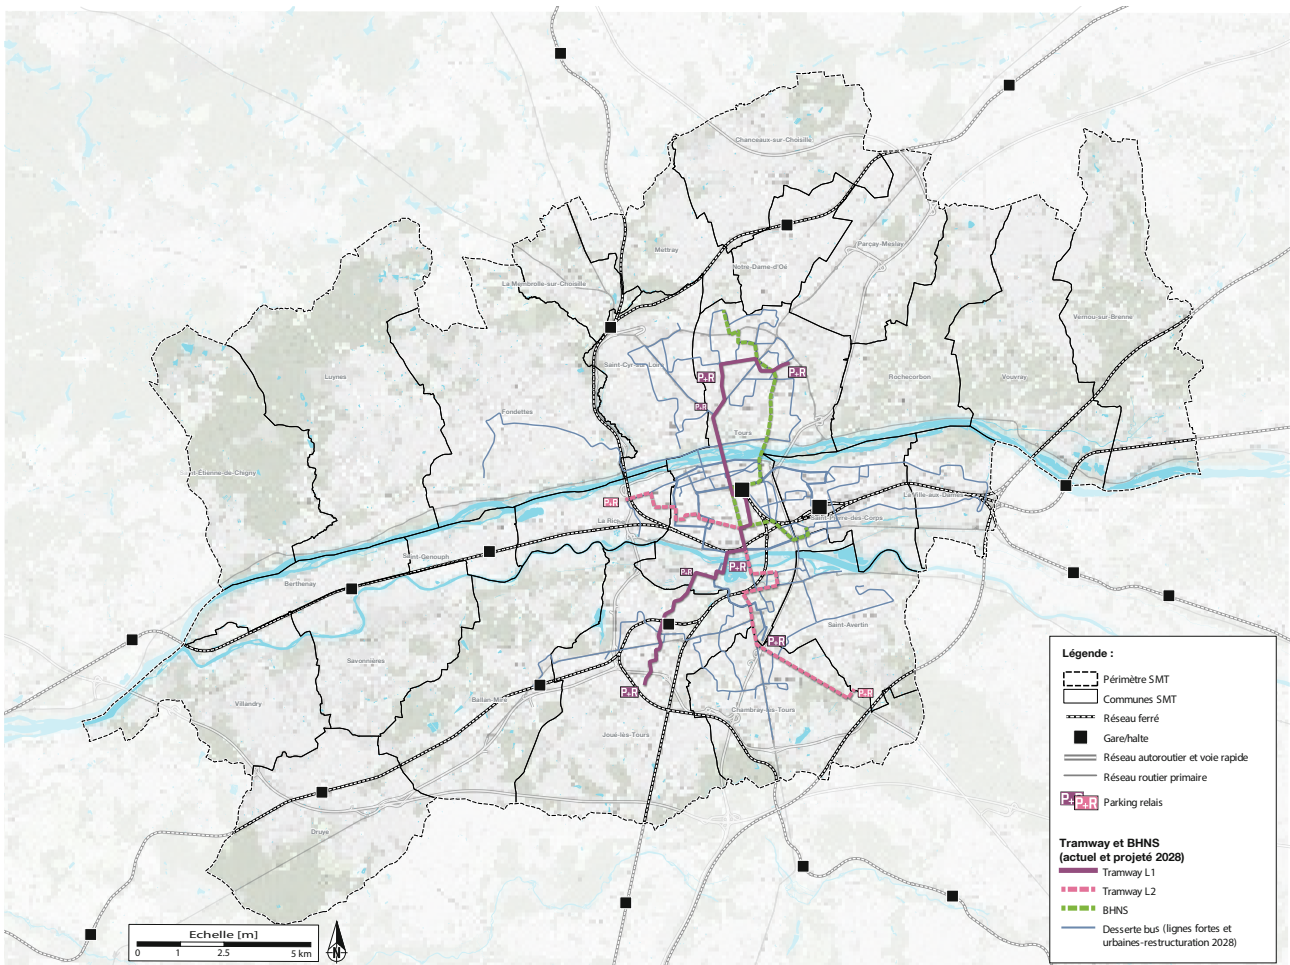 Chanceaux-sur-Choisille
Mettray
Parçay-Meslay
Notre-Dame-d'Oé
La Membrolle-sur-Choisille
Vernou-sur-Brenne
Saint-Cyr-sur-Loire
Luynes
P+R
P+R
Rochecorbon
Vouvray
Fondettes
P+R
Tours
nt-Étienne-de-Chigny
La Ville-aux-Dames
P+R
La Ric
Saint-Pierre-des-Corps
Saint-Genouph
Berthenay
P+R
P+R
Saint-Avertin
P+R
Savonnières
Villandry
Ballan-Miré
P+R
P+R
Chambray-lès-Tours
Joué-lès-Tours
Druye
Légende :
Périmètre SMT
Communes SMT
Réseau ferré
Gare/halte
Réseau autoroutier et voie rapide
Réseau routier primaire
P+R
Parking relais
Tramway et BHNS
(actuel et projeté 2028)
Tramway L1
Tramway L2
BHNS
Desserte bus (lignes fortes et
urbaines-restructuration 2028)
Echelle [m]
0 1 2.5 5 km
N